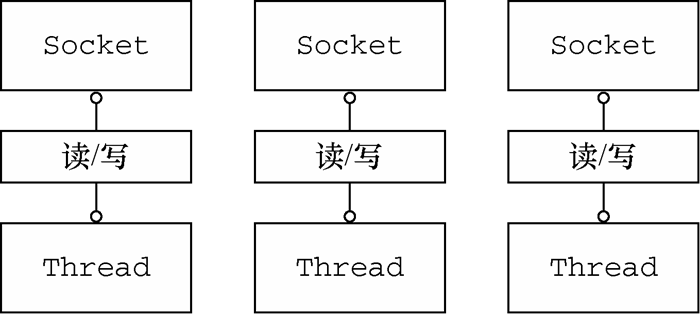 Socket Socket Socket
读/写 读/写 读/写
Thread Thread Thread